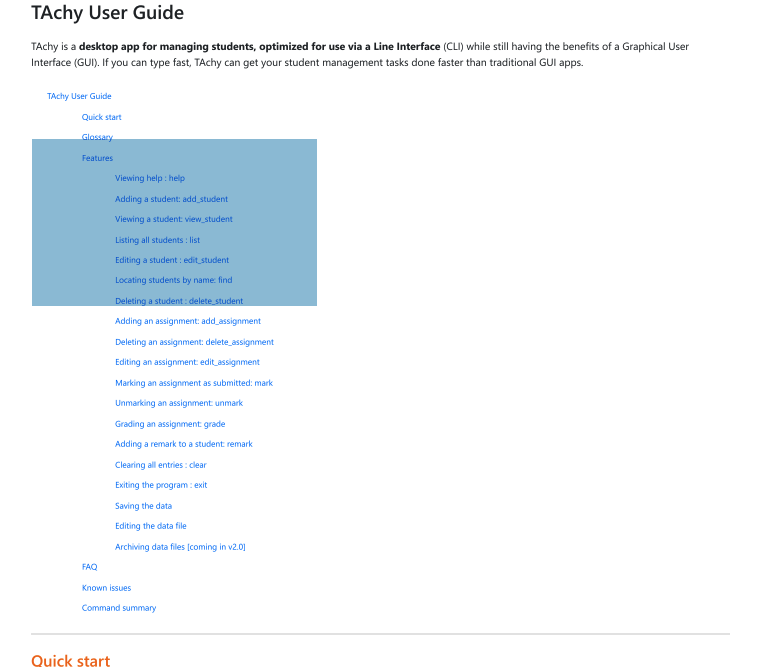 TAchy User Guide
TAchy is a desktop app for managing students, optimized for use via a Line Interface (CLI) while still having the benefits of a Graphical User
Interface (GUI). If you can type fast, TAchy can get your student management tasks done faster than traditional GUI apps.
TAchy User Guide
Quick start
Glossary
Features
Viewing help : help
Adding a student: add_student
Viewing a student: view_student
Listing all students : list
Editing a student : edit_student
Locating students by name: find
Deleting a student : delete_student
Adding an assignment: add_assignment
Deleting an assignment: delete_assignment
Editing an assignment: edit_assignment
Marking an assignment as submitted: mark
Unmarking an assignment: unmark
Grading an assignment: grade
Adding a remark to a student: remark
Clearing all entries : clear
Exiting the program : exit
Saving the data
Editing the data file
Archiving data files [coming in v2.0]
FAQ
Known issues
Command summary
Quick start